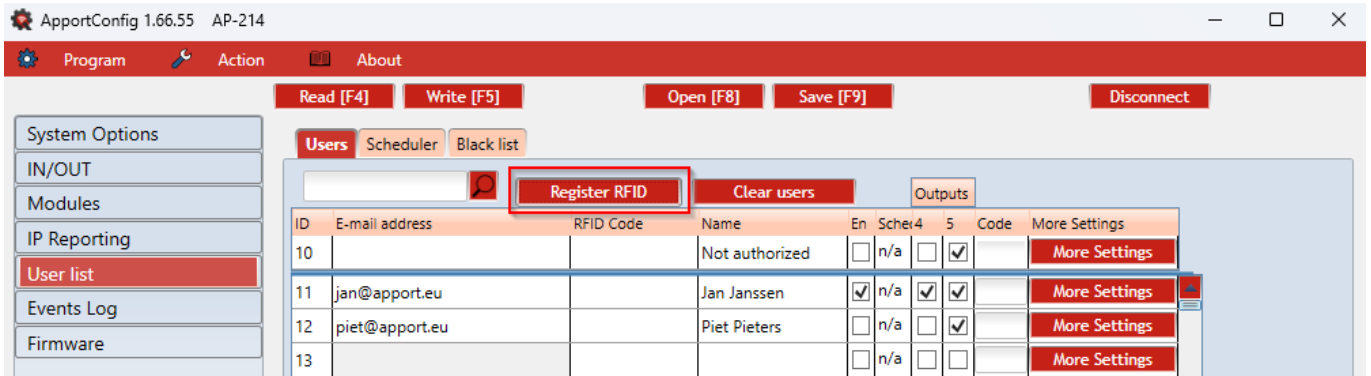 ApportConfig 1.66.55 AP-214
Program Action About
Read [F4] Write [F5] Open [F8] Save [F9] Disconnect
System Options
IN/OUT
Modules
IP Reporting
User list
Events Log
Firmware
Users Scheduler Black list
Register RFID Clear users Outputs
ID E-mail address RFID Code Name En Sche 4 5 Code More Settings
10 Not authorized n/a More Settings
11 jan@apport.eu Jan Janssen n/a More Settings
12 piet@apport.eu Piet Pieters n/a More Settings
13 n/a More Settings